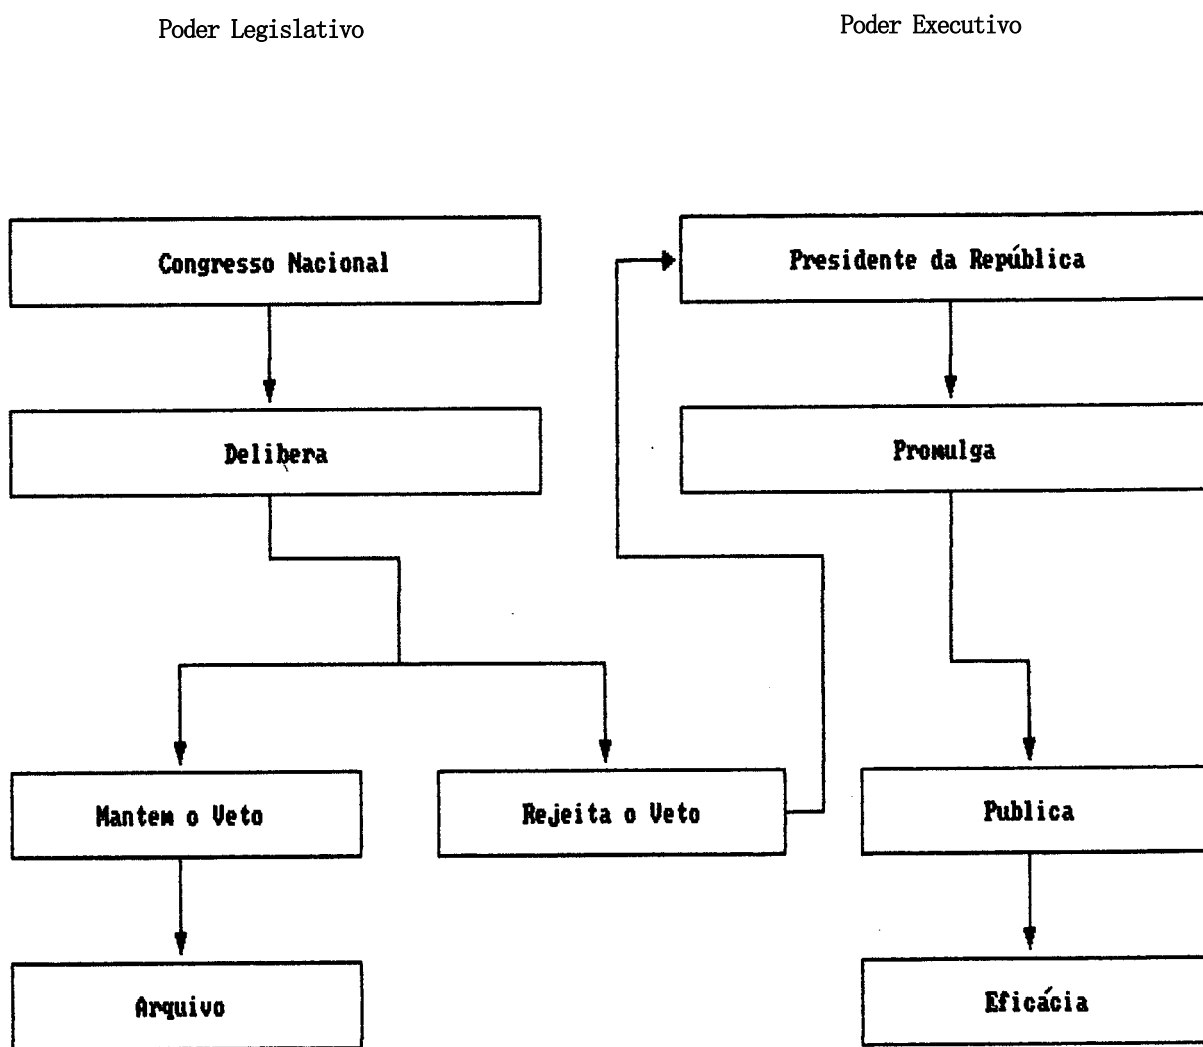 Poder Legislativo
Poder Executivo
Congresso Nacional
Presidente da República
Delibera
Promulga
Mantem o Veto
Rejeita o Veto
Publica
Arquivo
Eficácia